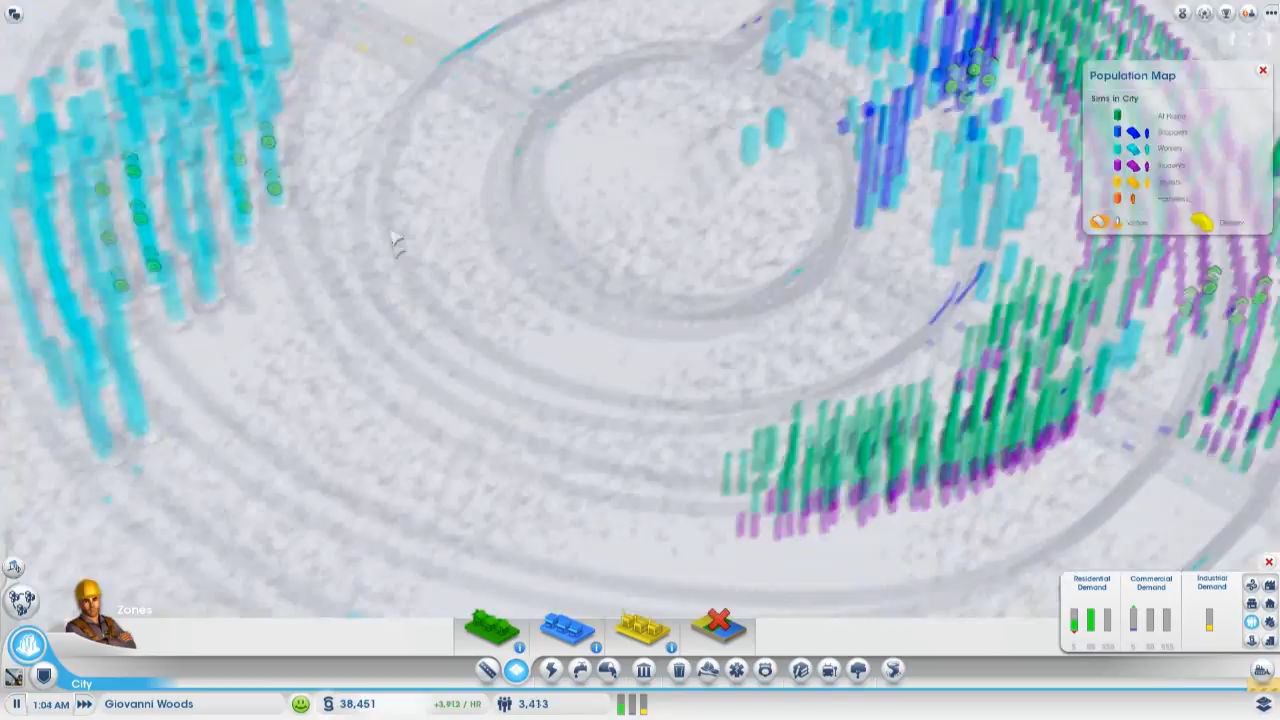 Population Map
Sims in City
At Home
Shoppers
Workers
Students
Zones
Residential Demand
Commercial Demand
Industrial Demand
City
1:04 AM
Giovanni Woods
38,451
+3,912 / HR
3,413